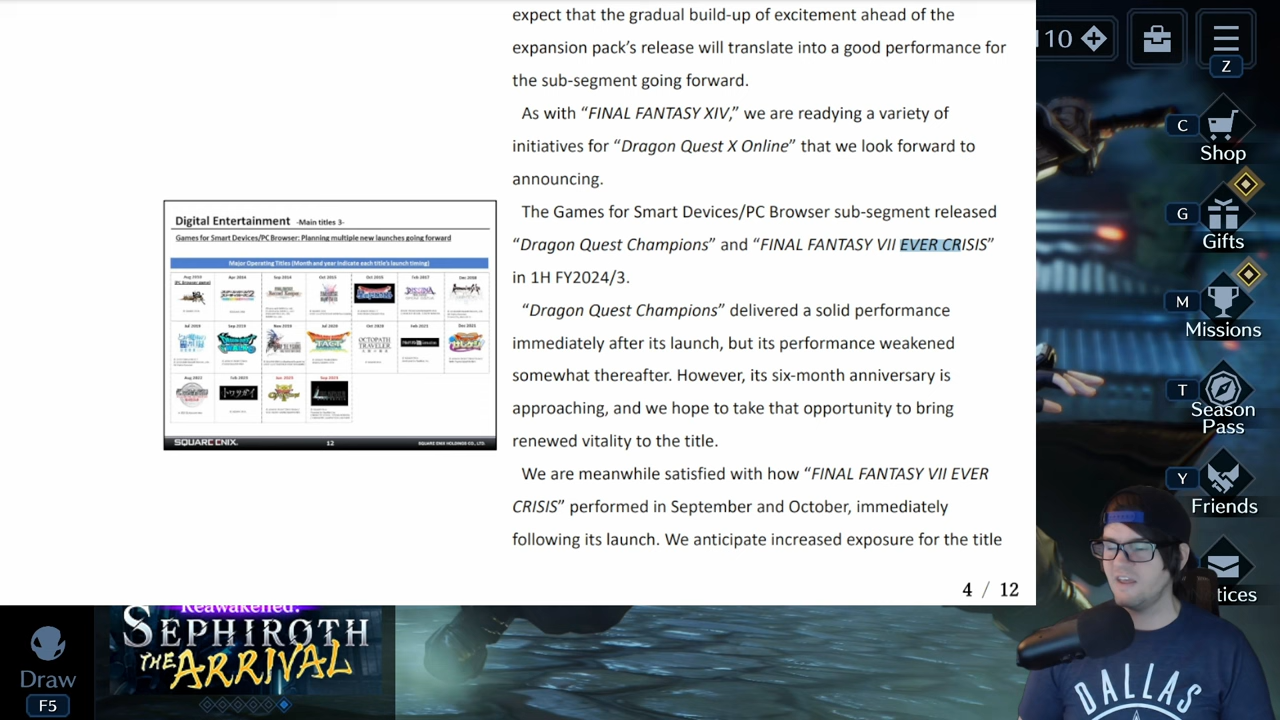 expect that the gradual build-up of excitement ahead of the
expansion pack's release will translate into a good performance for
the sub-segment going forward.
As with “FINAL FANTASY XIV,” we are readying a variety of
initiatives for “Dragon Quest X Online” that we look forward to
announcing.
The Games for Smart Devices/PC Browser sub-segment released
“Dragon Quest Champions” and “FINAL FANTASY VII EVER CRISIS”
in 1H FY2024/3.
“Dragon Quest Champions” delivered a solid performance
immediately after its launch, but its performance weakened
somewhat thereafter. However, its six-month anniversary is
approaching, and we hope to take that opportunity to bring
renewed vitality to the title.
We are meanwhile satisfied with how “FINAL FANTASY VII EVER
CRISIS” performed in September and October, immediately
following its launch. We anticipate increased exposure for the title
4 / 12
Digital Entertainment -Main titles 3-
Games for Smart Devices/PC Browser: Planning multiple new launches going forward
Major Operating Titles (Month and year indicate each title's launch timing)
OCTOPATH
TRAVELER
SQUARE ENIX.
12
SQUARE ENIX HOLDINGS CO., LTD.
110
Z
C
Shop
G
Gifts
M
Missions
T
Season
Pass
Y
Friends
tices
Draw
F5
Reawakened:
SEPHIROTH
THE ARRIVAL
DALLAS